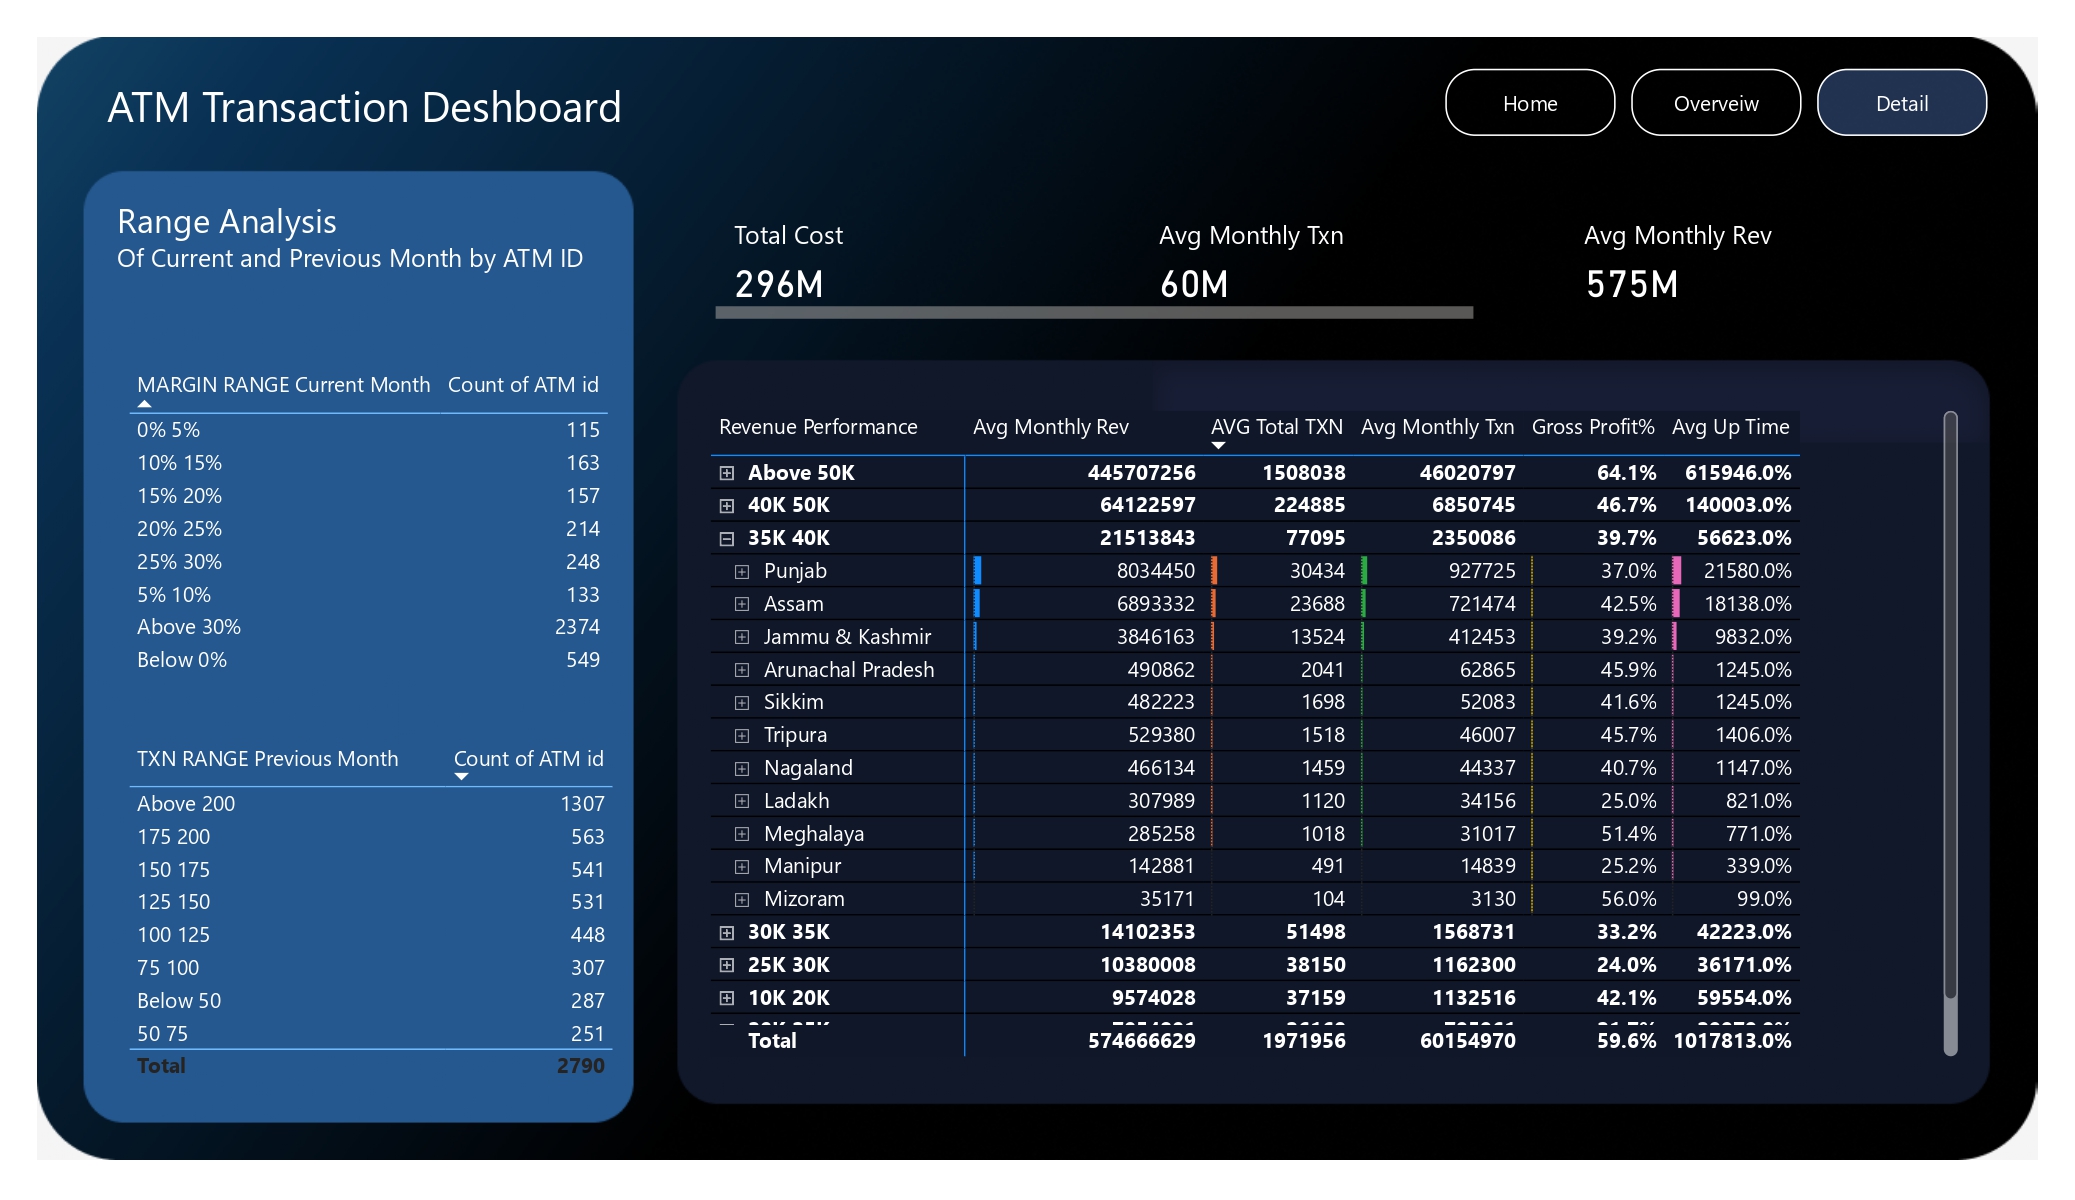 ATM Transaction Deshboard
Home
Overveiw
Detail
Range Analysis
Of Current and Previous Month by ATM ID
MARGIN RANGE Current Month Count of ATM id
0% 5% 115
10% 15% 163
15% 20% 157
20% 25% 214
25% 30% 248
5% 10% 133
Above 30% 2374
Below 0% 549
TXN RANGE Previous Month Count of ATM id
Above 200 1307
175 200 563
150 175 541
125 150 531
100 125 448
75 100 307
Below 50 287
50 75 251
Total 2790
Total Cost
296M
Avg Monthly Txn
60M
Avg Monthly Rev
575M
Revenue Performance Avg Monthly Rev AVG Total TXN Avg Monthly Txn Gross Profit% Avg Up Time
Above 50K 445707256 1508038 46020797 64.1% 615946.0%
40K 50K 64122597 224885 6850745 46.7% 140003.0%
35K 40K 21513843 77095 2350086 39.7% 56623.0%
Punjab 8034450 30434 927725 37.0% 21580.0%
Assam 6893332 23688 721474 42.5% 18138.0%
Jammu & Kashmir 3846163 13524 412453 39.2% 9832.0%
Arunachal Pradesh 490862 2041 62865 45.9% 1245.0%
Sikkim 482223 1698 52083 41.6% 1245.0%
Tripura 529380 1518 46007 45.7% 1406.0%
Nagaland 466134 1459 44337 40.7% 1147.0%
Ladakh 307989 1120 34156 25.0% 821.0%
Meghalaya 285258 1018 31017 51.4% 771.0%
Manipur 142881 491 14839 25.2% 339.0%
Mizoram 35171 104 3130 56.0% 99.0%
30K 35K 14102353 51498 1568731 33.2% 42223.0%
25K 30K 10380008 38150 1162300 24.0% 36171.0%
10K 20K 9574028 37159 1132516 42.1% 59554.0%
Total 574666629 1971956 60154970 59.6% 1017813.0%